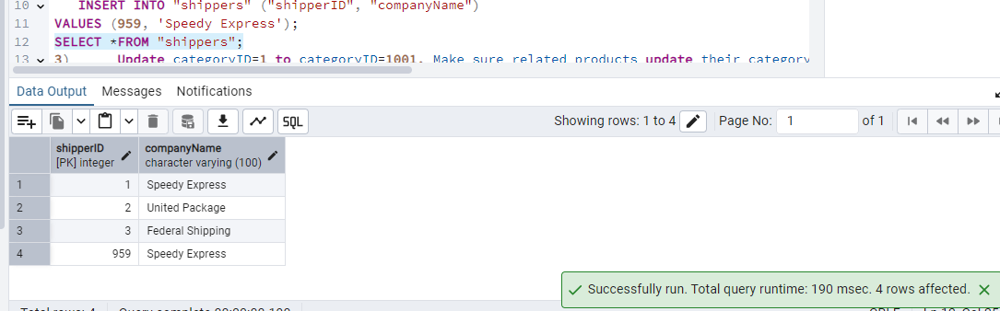 10 INSERT INTO "shippers" ("shipperID", "companyName")
11 VALUES (959, 'Speedy Express');
12 SELECT *FROM "shippers";
13 3) Update categoryID=1 to categoryID=1001. Make sure related products update their category
Data Output Messages Notifications
SQL Showing rows: 1 to 4 Page No: 1 of 1
shipperID companyName
[PK] integer character varying (100)
1 1 Speedy Express
2 2 United Package
3 3 Federal Shipping
4 959 Speedy Express
Successfully run. Total query runtime: 190 msec. 4 rows affected.
Total rows: 4 Query complete